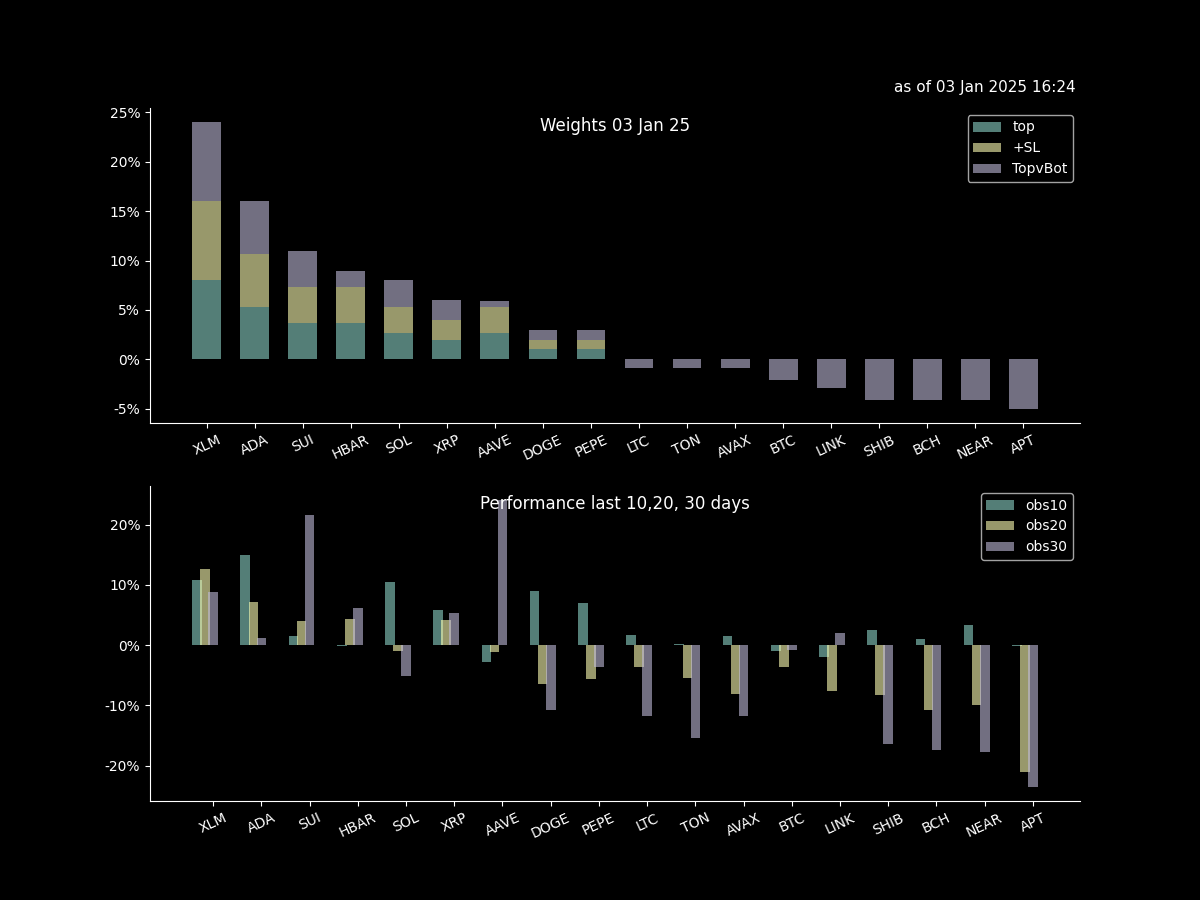 as of 03 Jan 2025 16:24
Weights 03 Jan 25
top
+SL
TopvBot
25%
20%
15%
10%
5%
0%
-5%
XLM ADA SUI HBAR SOL XRP AAVE DOGE PEPE LTC TON AVAX BTC LINK SHIB BCH NEAR APT
Performance last 10,20, 30 days
obs10
obs20
obs30
20%
10%
0%
-10%
-20%
XLM ADA SUI HBAR SOL XRP AAVE DOGE PEPE LTC TON AVAX BTC LINK SHIB BCH NEAR APT